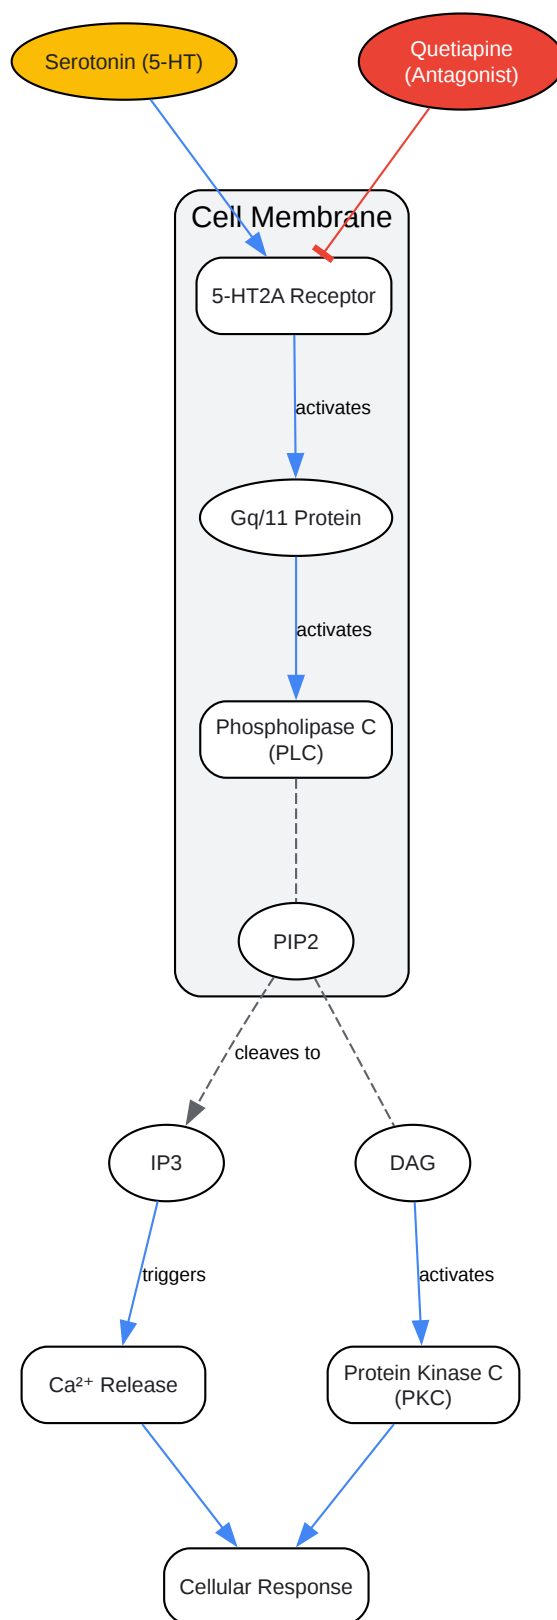 Serotonin (5-HT)
Quetiapine
(Antagonist)
Cell Membrane
5-HT2A Receptor
activates
Gq/11 Protein
activates
Phospholipase C
(PLC)
PIP2
cleaves to
IP3
DAG
triggers
activates
Ca²⁺ Release
Protein Kinase C
(PKC)
Cellular Response